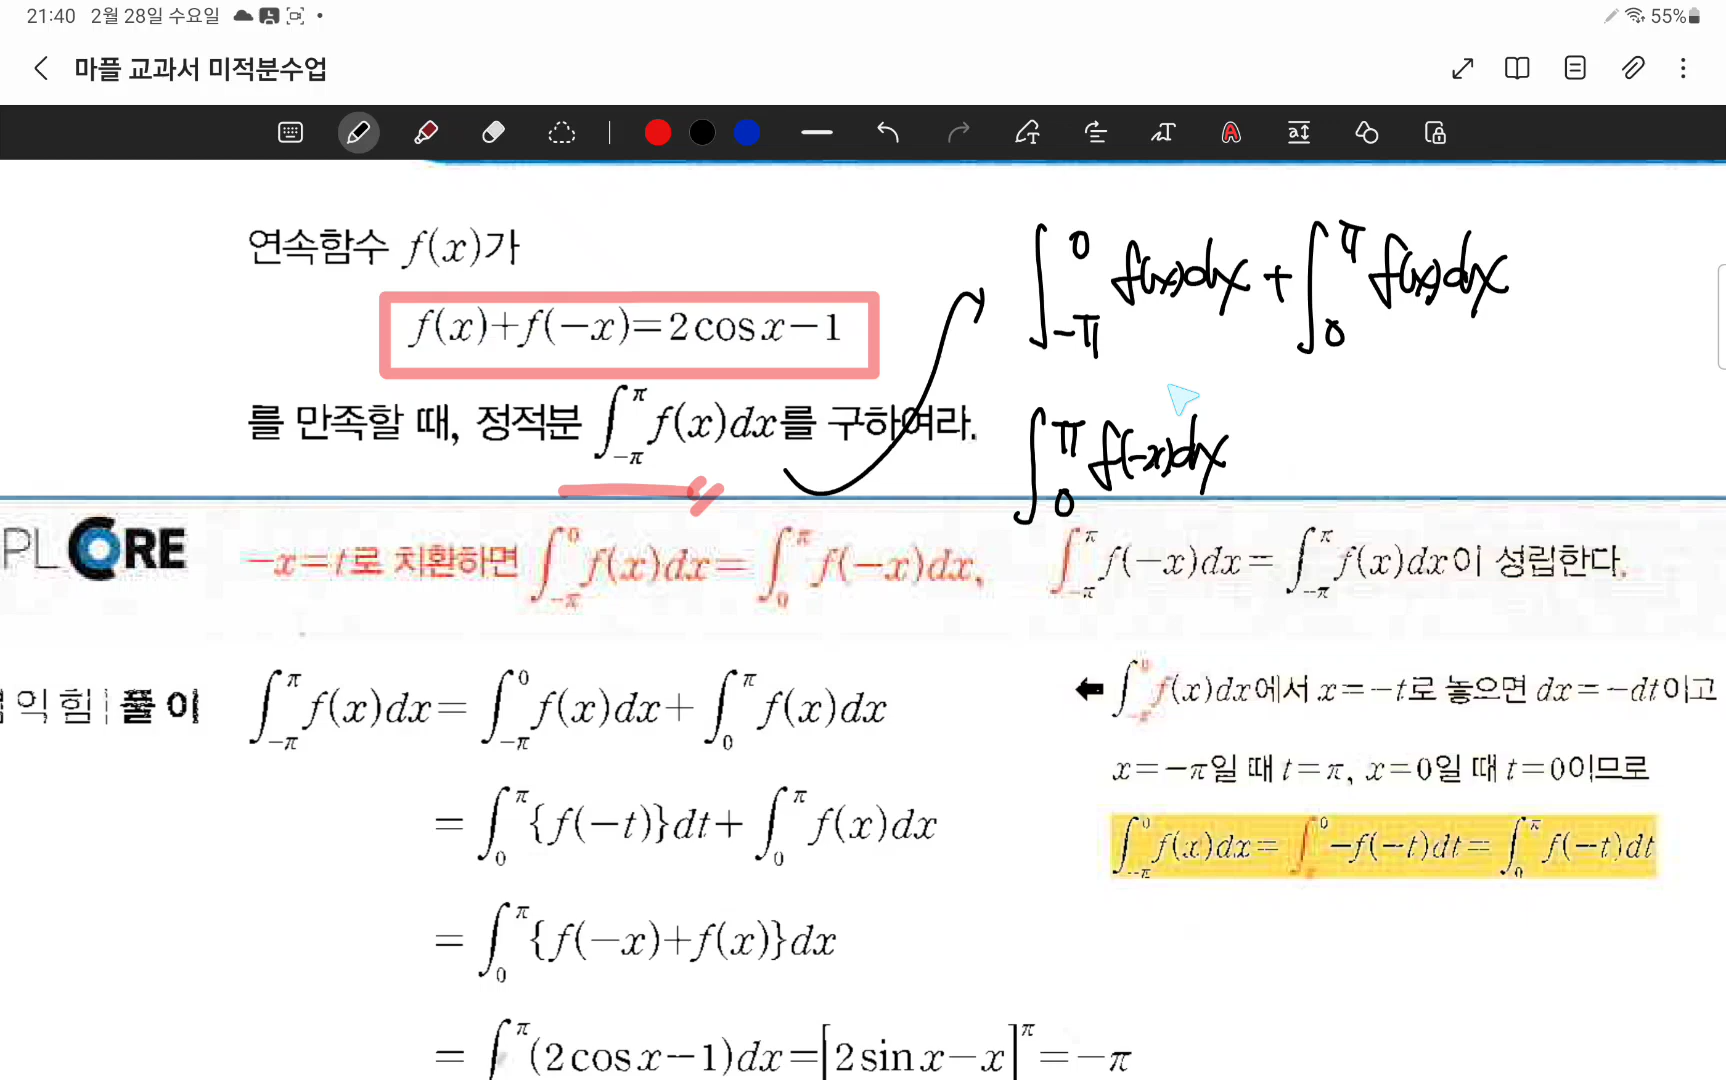 21:40 2월 28일 수요일 55%
마플 교과서 미적분수업
연속함수 f(x)가
f(x)+f(−x)=2cosx−1
를 만족할 때, 정적분 ∫_{−π}^{π} f(x)dx를 구하여라.
∫_{−π}^{0} f(x)dx + ∫_{0}^{π} f(x)dx
∫_{0}^{π} f(−x)dx
PL CORE
−x=t로 치환하면 ∫_{−π}^{0} f(x)dx=∫_{0}^{π} f(−x)dx, ∫_{−π}^{π} f(−x)dx=∫_{−π}^{π} f(x)dx이 성립한다.
익힘 | 풀이 ∫_{−π}^{π} f(x)dx=∫_{−π}^{0} f(x)dx+∫_{0}^{π} f(x)dx
=∫_{0}^{π} {f(−t)}dt+∫_{0}^{π} f(x)dx
=∫_{0}^{π} {f(−x)+f(x)}dx
=∫^{π} (2cosx−1)dx=[2sinx−x]^{π}=−π
← ∫_{−π}^{0} f(x)dx에서 x=−t로 놓으면 dx=−dt이고
x=−π일 때 t=π, x=0일 때 t=0이므로
∫_{−π}^{0} f(x)dx=∫_{π}^{0} −f(−t)dt=∫_{0}^{π} f(−t)dt